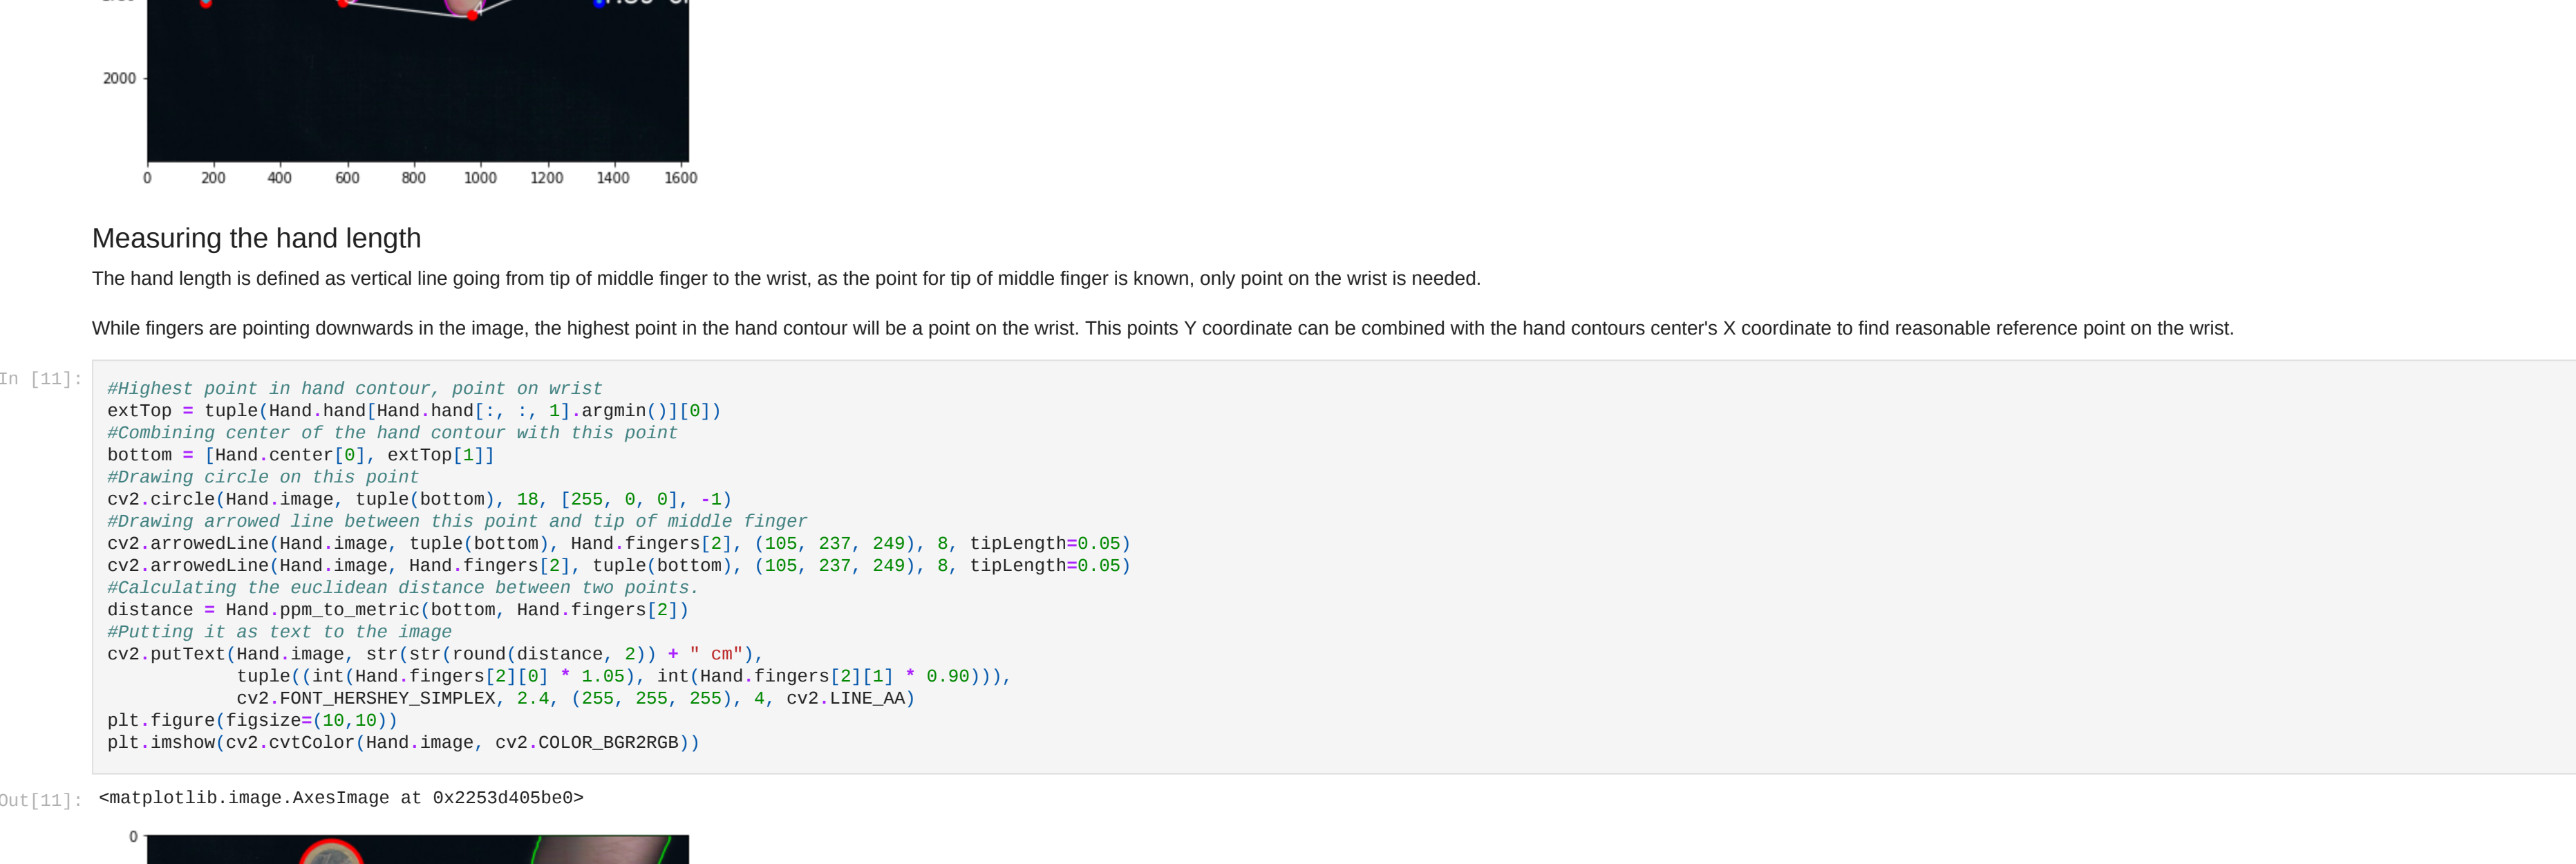 2000
0 200 400 600 800 1000 1200 1400 1600
Measuring the hand length
The hand length is defined as vertical line going from tip of middle finger to the wrist, as the point for tip of middle finger is known, only point on the wrist is needed.
While fingers are pointing downwards in the image, the highest point in the hand contour will be a point on the wrist. This points Y coordinate can be combined with the hand contours center's X coordinate to find reasonable reference point on the wrist.
In [11]:
#Highest point in hand contour, point on wrist
extTop = tuple(Hand.hand[Hand.hand[:, :, 1].argmin()][0])
#Combining center of the hand contour with this point
bottom = [Hand.center[0], extTop[1]]
#Drawing circle on this point
cv2.circle(Hand.image, tuple(bottom), 18, [255, 0, 0], -1)
#Drawing arrowed line between this point and tip of middle finger
cv2.arrowedLine(Hand.image, tuple(bottom), Hand.fingers[2], (105, 237, 249), 8, tipLength=0.05)
cv2.arrowedLine(Hand.image, Hand.fingers[2], tuple(bottom), (105, 237, 249), 8, tipLength=0.05)
#Calculating the euclidean distance between two points.
distance = Hand.ppm_to_metric(bottom, Hand.fingers[2])
#Putting it as text to the image
cv2.putText(Hand.image, str(str(round(distance, 2)) + " cm"),
            tuple((int(Hand.fingers[2][0] * 1.05), int(Hand.fingers[2][1] * 0.90))),
            cv2.FONT_HERSHEY_SIMPLEX, 2.4, (255, 255, 255), 4, cv2.LINE_AA)
plt.figure(figsize=(10,10))
plt.imshow(cv2.cvtColor(Hand.image, cv2.COLOR_BGR2RGB))
Out[11]: <matplotlib.image.AxesImage at 0x2253d405be0>
0